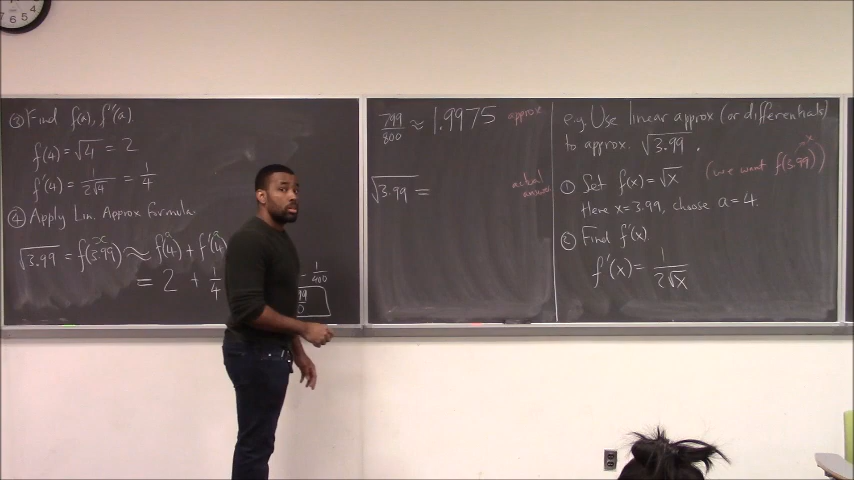 7 6 5
③ Find f(a), f'(a).
f(4) = √4 = 2
f'(4) = 1/(2√4) = 1/4
④ Apply Lin. Approx formula
x a a
√3.99 = f(3.99) ≈ f(4) + f'(4)
= 2 + 1/4
- 1/400
799/800 ≈ 1.9975 approx
√3.99 = actual answer
e.g. Use linear approx (or differentials)
to approx. √3.99 .
(we want f(3.99))
① Set f(x) = √x
Here x = 3.99, choose a = 4.
② Find f'(x).
f'(x) = 1/(2√x)